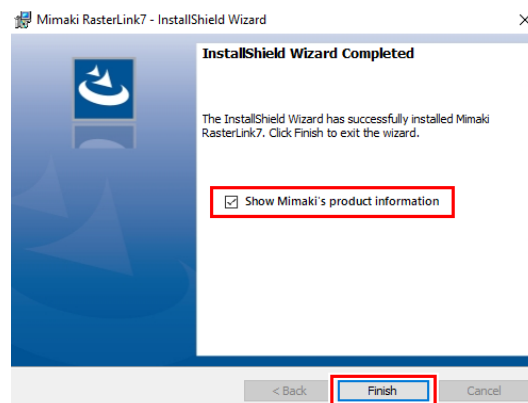 Mimaki RasterLink7 - InstallShield Wizard
InstallShield Wizard Completed
The InstallShield Wizard has successfully installed Mimaki
RasterLink7. Click Finish to exit the wizard.
Show Mimaki's product information
< Back Finish Cancel